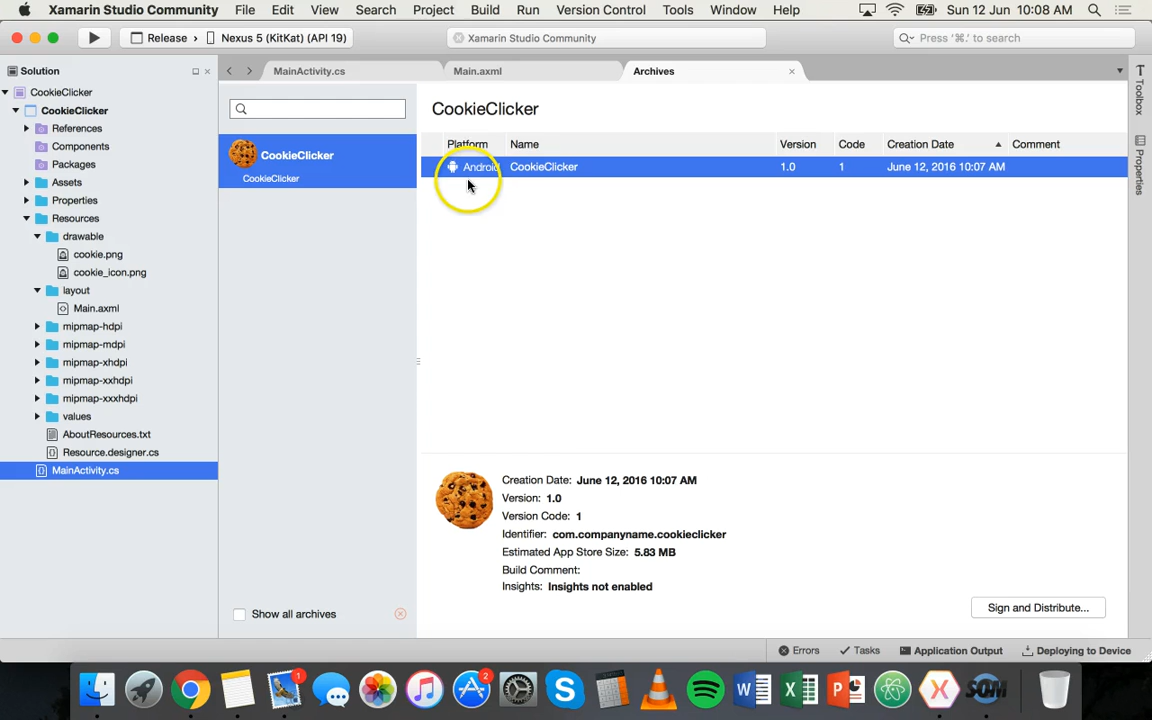 Xamarin Studio Community File Edit View Search Project Build Run Version Control Tools Window Help Sun 12 Jun 10:08 AM
Release Nexus 5 (KitKat) (API 19) Xamarin Studio Community Press '⌘.' to search
Solution MainActivity.cs Main.axml Archives Toolbox
CookieClicker
CookieClicker
References
Components
Packages
Assets
Properties
Resources
drawable
cookie.png
cookie_icon.png
layout
Main.axml
mipmap-hdpi
mipmap-mdpi
mipmap-xhdpi
mipmap-xxhdpi
mipmap-xxxhdpi
values
AboutResources.txt
Resource.designer.cs
MainActivity.cs
CookieClicker
CookieClicker
Show all archives
CookieClicker
Platform Name Version Code Creation Date Comment
Android CookieClicker 1.0 1 June 12, 2016 10:07 AM
Creation Date: June 12, 2016 10:07 AM
Version: 1.0
Version Code: 1
Identifier: com.companyname.cookieclicker
Estimated App Store Size: 5.83 MB
Build Comment:
Insights: Insights not enabled
Sign and Distribute...
Properties
Errors Tasks Application Output Deploying to Device
1 2
SOM